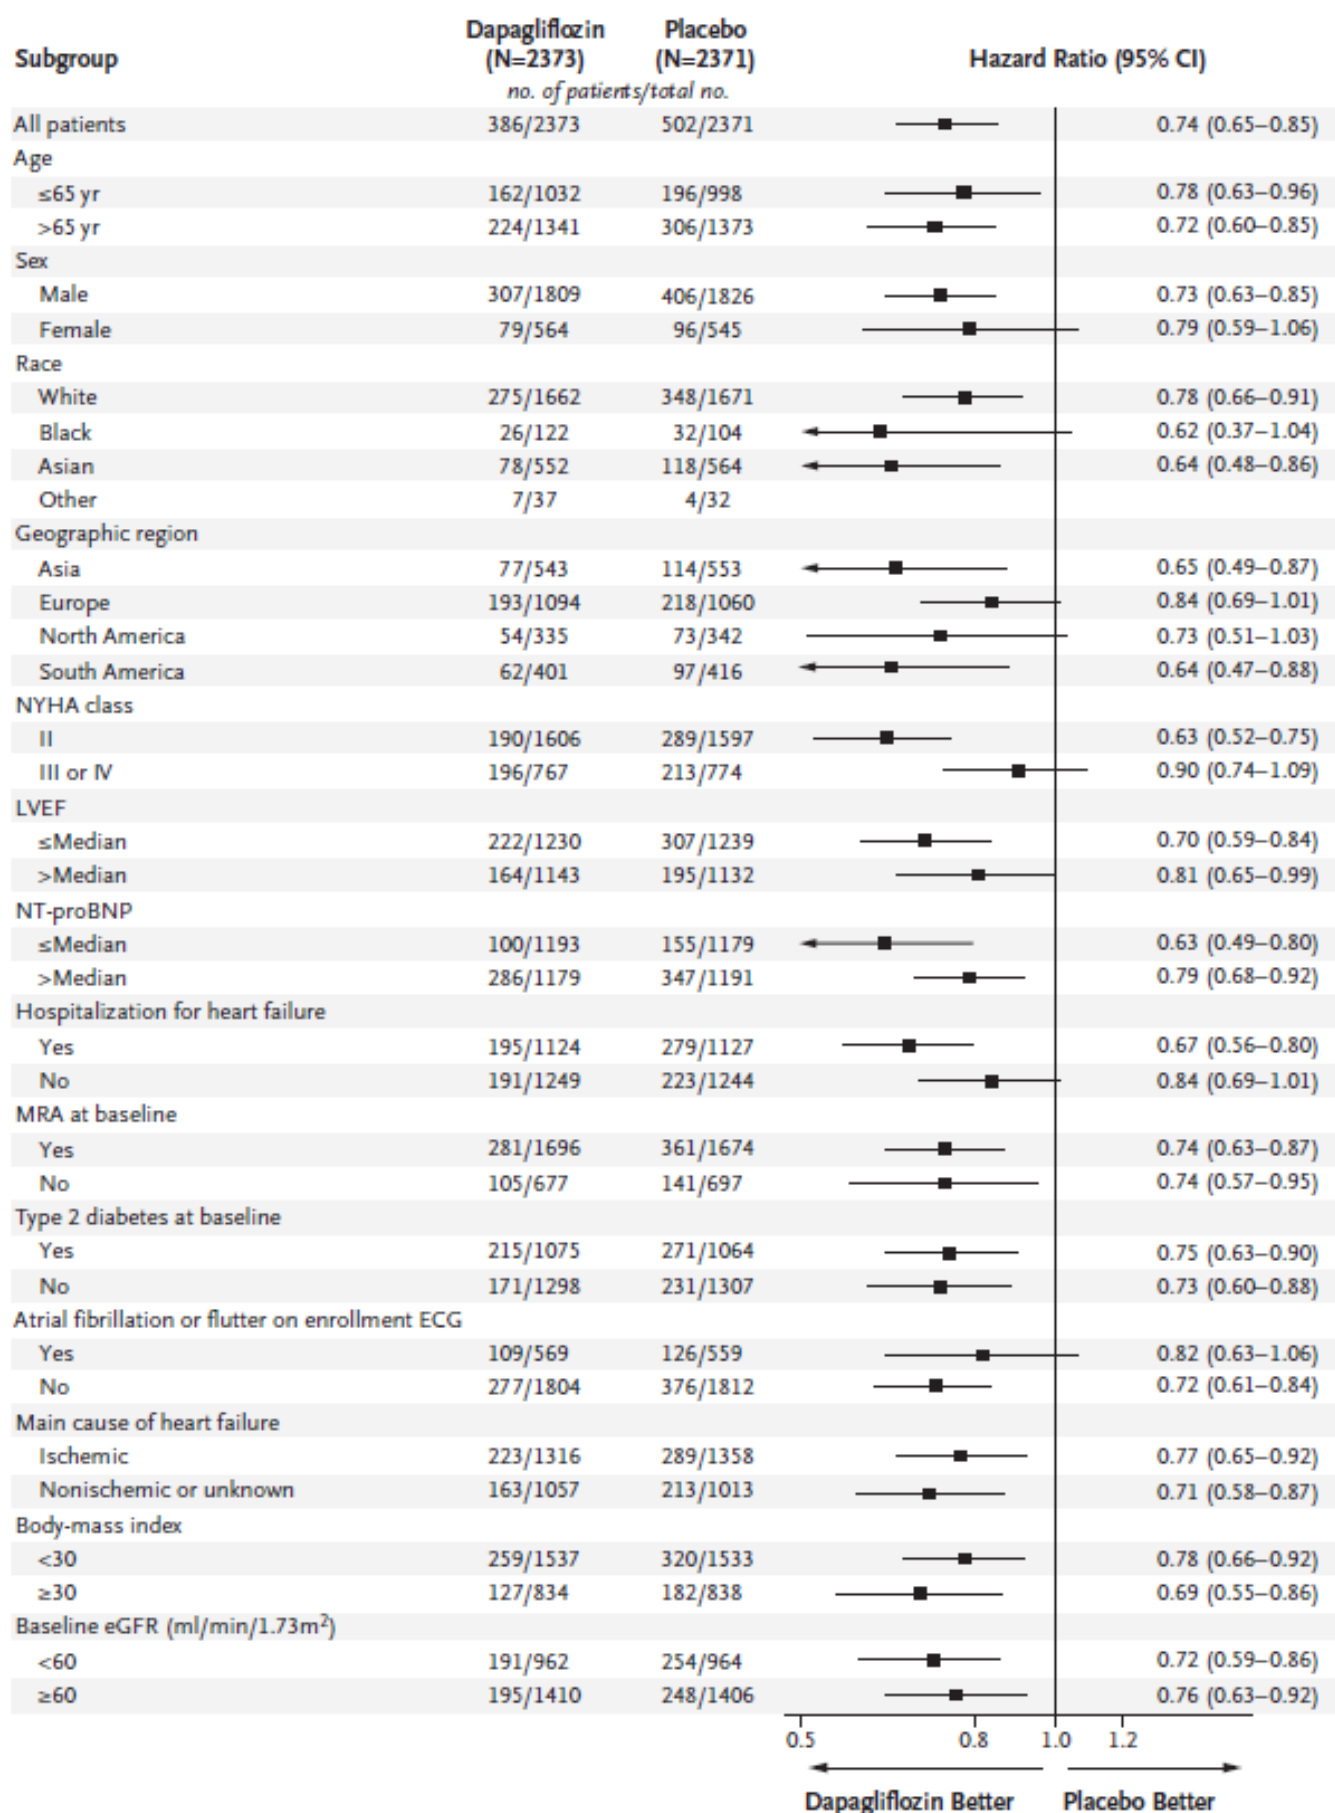 Dapagliflozin Placebo
Subgroup (N=2373) (N=2371) Hazard Ratio (95% CI)
no. of patients/total no.
All patients 386/2373 502/2371 0.74 (0.65–0.85)
Age
≤65 yr 162/1032 196/998 0.78 (0.63–0.96)
>65 yr 224/1341 306/1373 0.72 (0.60–0.85)
Sex
Male 307/1809 406/1826 0.73 (0.63–0.85)
Female 79/564 96/545 0.79 (0.59–1.06)
Race
White 275/1662 348/1671 0.78 (0.66–0.91)
Black 26/122 32/104 0.62 (0.37–1.04)
Asian 78/552 118/564 0.64 (0.48–0.86)
Other 7/37 4/32
Geographic region
Asia 77/543 114/553 0.65 (0.49–0.87)
Europe 193/1094 218/1060 0.84 (0.69–1.01)
North America 54/335 73/342 0.73 (0.51–1.03)
South America 62/401 97/416 0.64 (0.47–0.88)
NYHA class
II 190/1606 289/1597 0.63 (0.52–0.75)
III or IV 196/767 213/774 0.90 (0.74–1.09)
LVEF
≤Median 222/1230 307/1239 0.70 (0.59–0.84)
>Median 164/1143 195/1132 0.81 (0.65–0.99)
NT-proBNP
≤Median 100/1193 155/1179 0.63 (0.49–0.80)
>Median 286/1179 347/1191 0.79 (0.68–0.92)
Hospitalization for heart failure
Yes 195/1124 279/1127 0.67 (0.56–0.80)
No 191/1249 223/1244 0.84 (0.69–1.01)
MRA at baseline
Yes 281/1696 361/1674 0.74 (0.63–0.87)
No 105/677 141/697 0.74 (0.57–0.95)
Type 2 diabetes at baseline
Yes 215/1075 271/1064 0.75 (0.63–0.90)
No 171/1298 231/1307 0.73 (0.60–0.88)
Atrial fibrillation or flutter on enrollment ECG
Yes 109/569 126/559 0.82 (0.63–1.06)
No 277/1804 376/1812 0.72 (0.61–0.84)
Main cause of heart failure
Ischemic 223/1316 289/1358 0.77 (0.65–0.92)
Nonischemic or unknown 163/1057 213/1013 0.71 (0.58–0.87)
Body-mass index
<30 259/1537 320/1533 0.78 (0.66–0.92)
≥30 127/834 182/838 0.69 (0.55–0.86)
Baseline eGFR (ml/min/1.73m²)
<60 191/962 254/964 0.72 (0.59–0.86)
≥60 195/1410 248/1406 0.76 (0.63–0.92)
0.5 0.8 1.0 1.2
Dapagliflozin Better Placebo Better